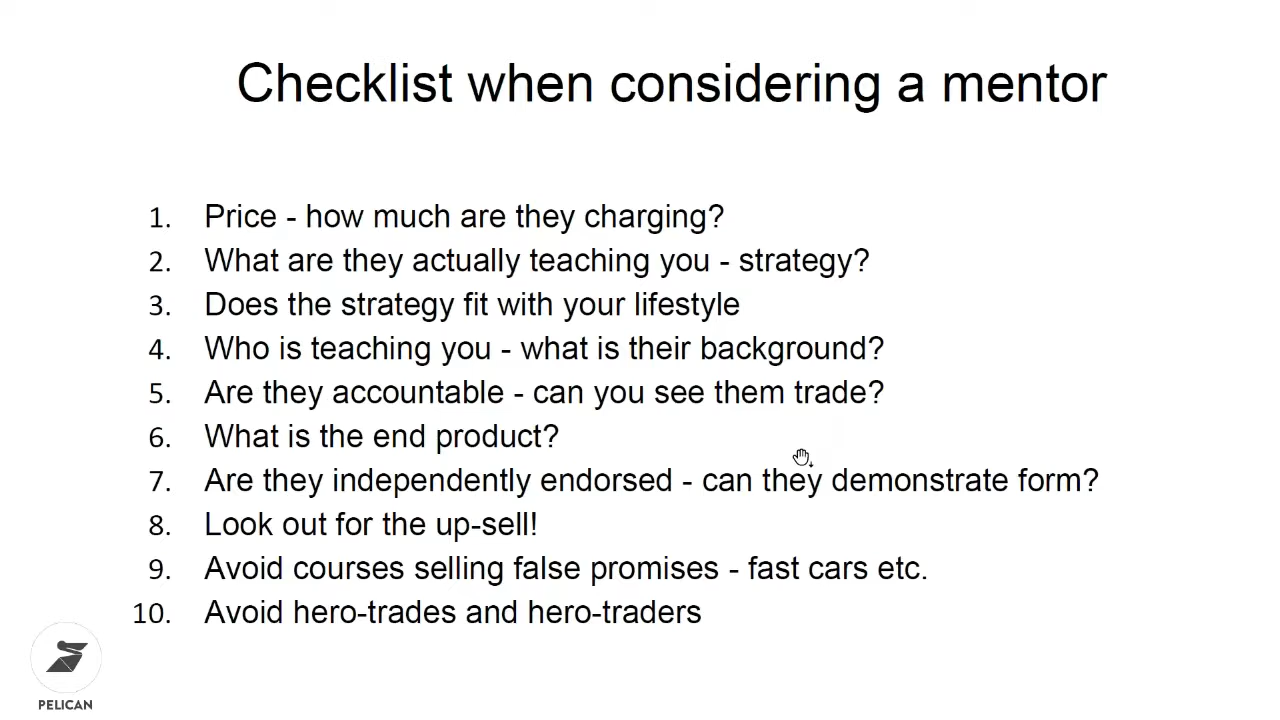 Checklist when considering a mentor
1. Price - how much are they charging?
2. What are they actually teaching you - strategy?
3. Does the strategy fit with your lifestyle
4. Who is teaching you - what is their background?
5. Are they accountable - can you see them trade?
6. What is the end product?
7. Are they independently endorsed - can they demonstrate form?
8. Look out for the up-sell!
9. Avoid courses selling false promises - fast cars etc.
10. Avoid hero-trades and hero-traders
PELICAN